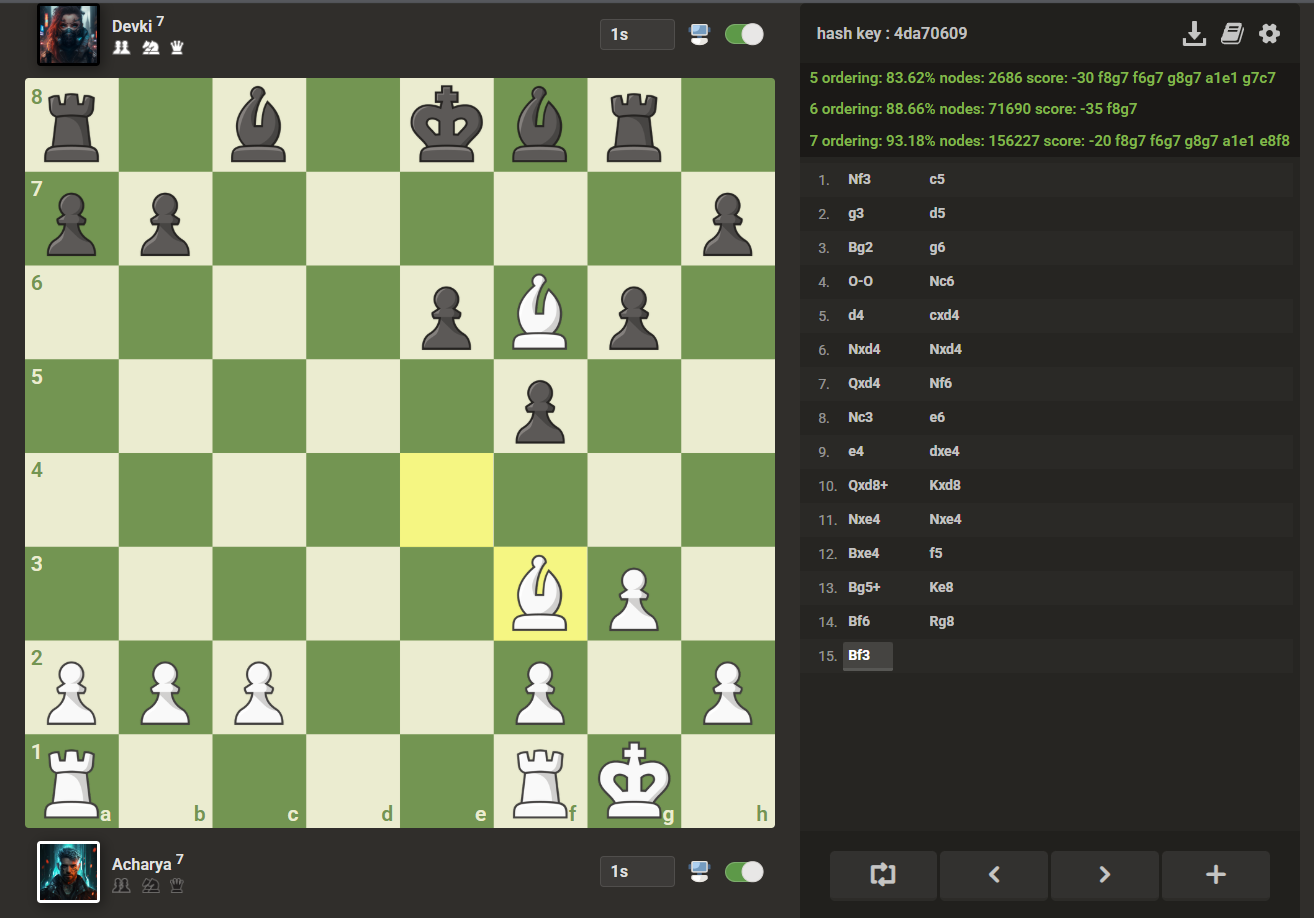 Devki 7
1s
8
7
6
5
4
3
2
1
a b c d e f g h
Acharya 7
1s
hash key : 4da70609
5 ordering: 83.62% nodes: 2686 score: -30 f8g7 f6g7 g8g7 a1e1 g7c7
6 ordering: 88.66% nodes: 71690 score: -35 f8g7
7 ordering: 93.18% nodes: 156227 score: -20 f8g7 f6g7 g8g7 a1e1 e8f8
1. Nf3 c5
2. g3 d5
3. Bg2 g6
4. O-O Nc6
5. d4 cxd4
6. Nxd4 Nxd4
7. Qxd4 Nf6
8. Nc3 e6
9. e4 dxe4
10. Qxd8+ Kxd8
11. Nxe4 Nxe4
12. Bxe4 f5
13. Bg5+ Ke8
14. Bf6 Rg8
15. Bf3